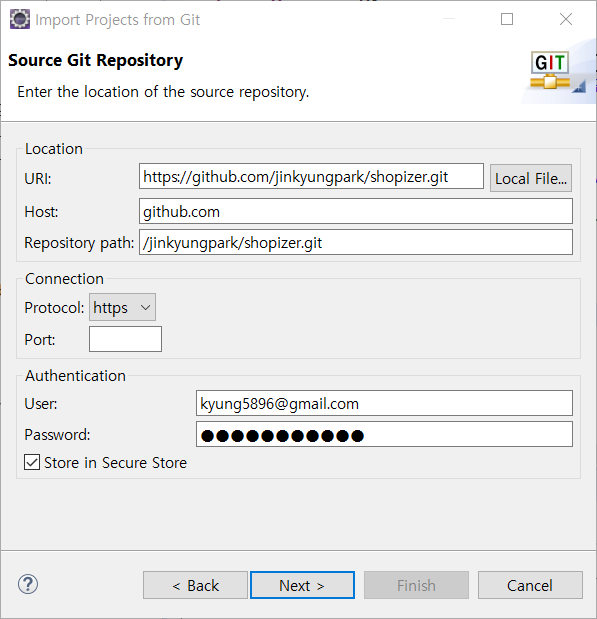 Import Projects from Git
Source Git Repository
Enter the location of the source repository.
GIT
Location
URI: https://github.com/jinkyungpark/shopizer.git Local File...
Host: github.com
Repository path: /jinkyungpark/shopizer.git
Connection
Protocol: https
Port:
Authentication
User: kyung5896@gmail.com
Password: ●●●●●●●●●●●
Store in Secure Store
? < Back Next > Finish Cancel